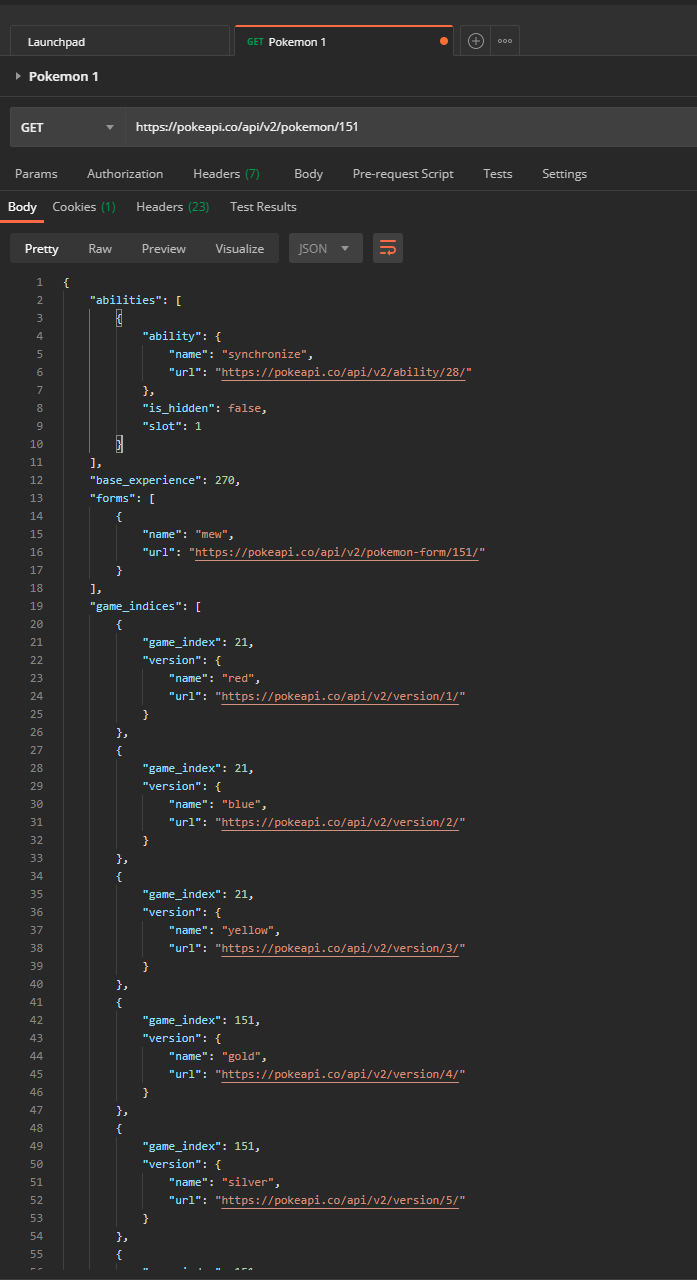 Launchpad
GET Pokemon 1
Pokemon 1
GET https://pokeapi.co/api/v2/pokemon/151
Params Authorization Headers (7) Body Pre-request Script Tests Settings
Body Cookies (1) Headers (23) Test Results
Pretty Raw Preview Visualize JSON
1 {
2 "abilities": [
3 {
4 "ability": {
5 "name": "synchronize",
6 "url": "https://pokeapi.co/api/v2/ability/28/"
7 },
8 "is_hidden": false,
9 "slot": 1
10 }
11 ],
12 "base_experience": 270,
13 "forms": [
14 {
15 "name": "mew",
16 "url": "https://pokeapi.co/api/v2/pokemon-form/151/"
17 }
18 ],
19 "game_indices": [
20 {
21 "game_index": 21,
22 "version": {
23 "name": "red",
24 "url": "https://pokeapi.co/api/v2/version/1/"
25 }
26 },
27 {
28 "game_index": 21,
29 "version": {
30 "name": "blue",
31 "url": "https://pokeapi.co/api/v2/version/2/"
32 }
33 },
34 {
35 "game_index": 21,
36 "version": {
37 "name": "yellow",
38 "url": "https://pokeapi.co/api/v2/version/3/"
39 }
40 },
41 {
42 "game_index": 151,
43 "version": {
44 "name": "gold",
45 "url": "https://pokeapi.co/api/v2/version/4/"
46 }
47 },
48 {
49 "game_index": 151,
50 "version": {
51 "name": "silver",
52 "url": "https://pokeapi.co/api/v2/version/5/"
53 }
54 },
55 {